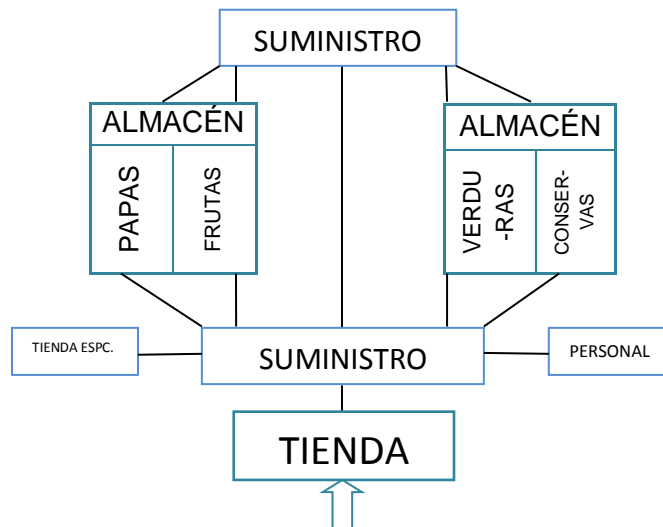 SUMINISTRO
ALMACÉN
PAPAS
FRUTAS
ALMACÉN
VERDU
-RAS
CONSER-
VAS
TIENDA ESPC.
SUMINISTRO
PERSONAL
TIENDA